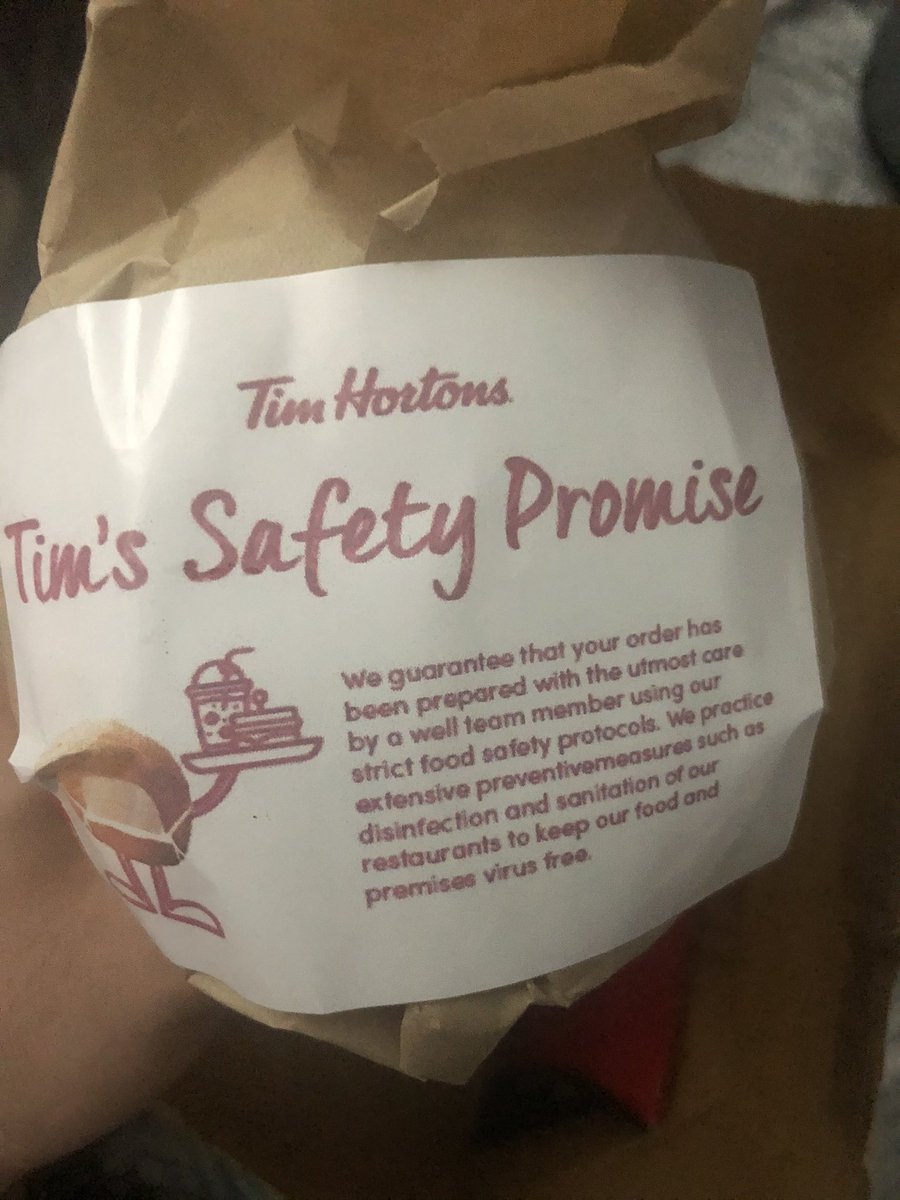 Tim Hortons
Tim's Safety Promise
We guarantee that your order has
been prepared with the utmost care
by a well team member using our
strict food safety protocols. We practice
extensive preventivemeasures such as
disinfection and sanitation of our
restaurants to keep our food and
premises virus free.